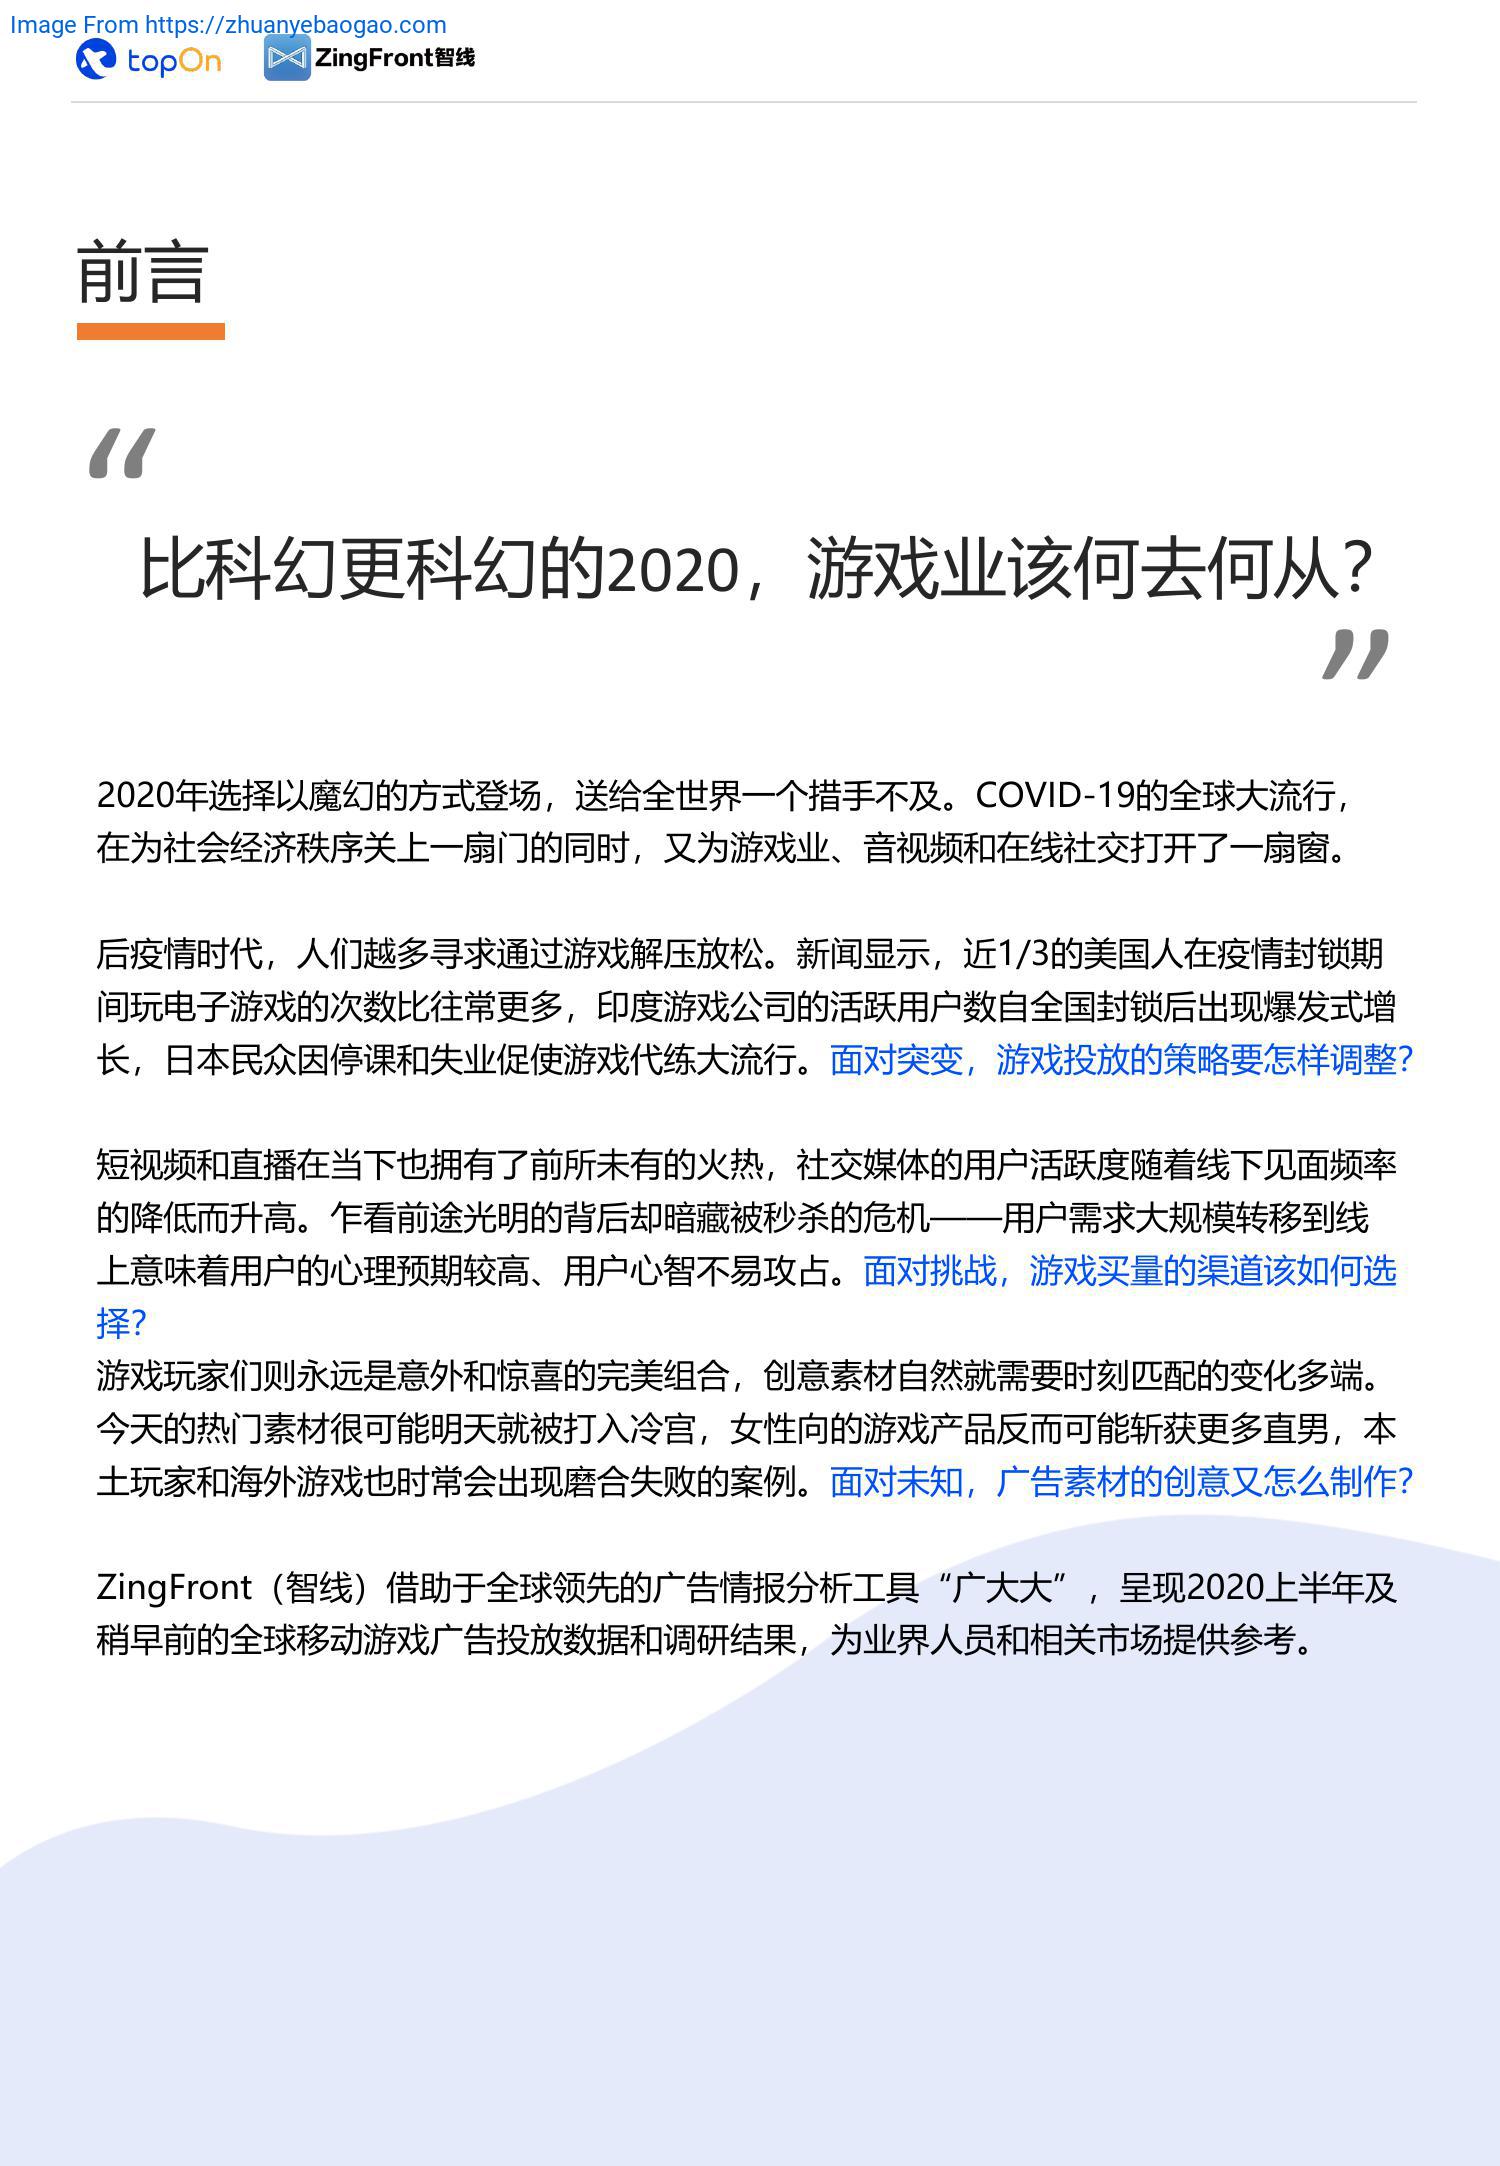 Image From https://zhuanyebaogao.com
topOn ZingFront智线
前言
“
比科幻更科幻的2020，游戏业该何去何从？
”
2020年选择以魔幻的方式登场，送给全世界一个措手不及。COVID-19的全球大流行，
在为社会经济秩序关上一扇门的同时，又为游戏业、音视频和在线社交打开了一扇窗。
后疫情时代，人们越多寻求通过游戏解压放松。新闻显示，近1/3的美国人在疫情封锁期
间玩电子游戏的次数比往常更多，印度游戏公司的活跃用户数自全国封锁后出现爆发式增
长，日本民众因停课和失业促使游戏代练大流行。面对突变，游戏投放的策略要怎样调整？
短视频和直播在当下也拥有了前所未有的火热，社交媒体的用户活跃度随着线下见面频率
的降低而升高。乍看前途光明的背后却暗藏被秒杀的危机——用户需求大规模转移到线
上意味着用户的心理预期较高、用户心智不易攻占。面对挑战，游戏买量的渠道该如何选
择？
游戏玩家们则永远是意外和惊喜的完美组合，创意素材自然就需要时刻匹配的变化多端。
今天的热门素材很可能明天就被打入冷宫，女性向的游戏产品反而可能斩获更多直男，本
土玩家和海外游戏也时常会出现磨合失败的案例。面对未知，广告素材的创意又怎么制作？
ZingFront（智线）借助于全球领先的广告情报分析工具“广大大”，呈现2020上半年及
稍早前的全球移动游戏广告投放数据和调研结果，为业界人员和相关市场提供参考。